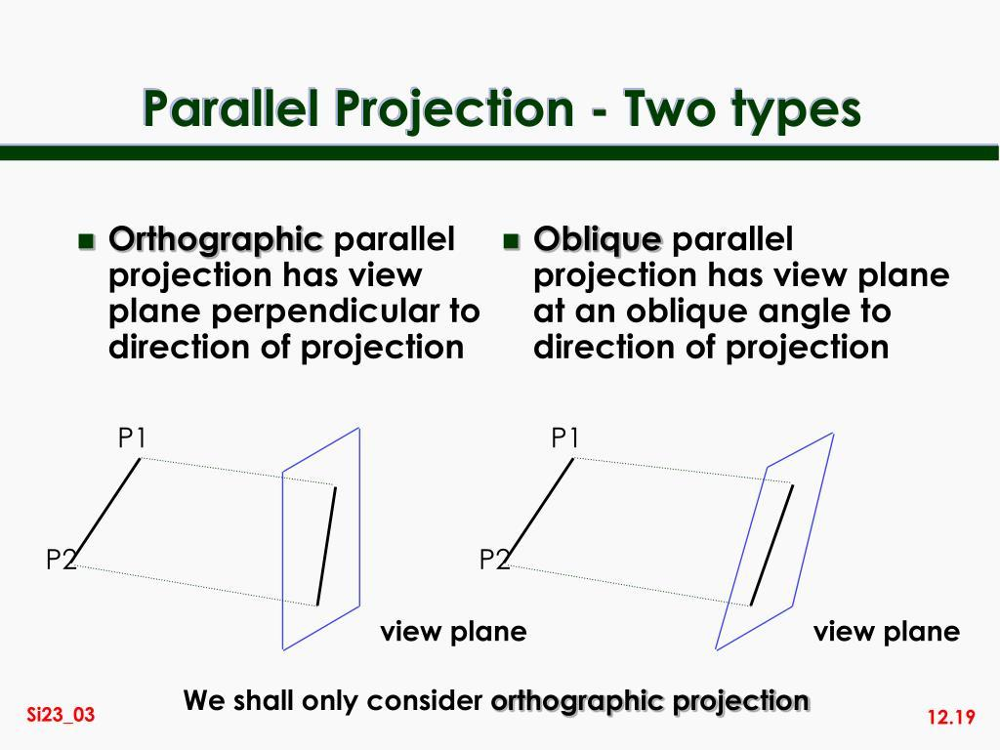 Parallel Projection - Two types
Orthographic parallel
projection has view
plane perpendicular to
direction of projection
Oblique parallel
projection has view plane
at an oblique angle to
direction of projection
P1
P2
view plane
P1
P2
view plane
We shall only consider orthographic projection
Si23_03
12.19